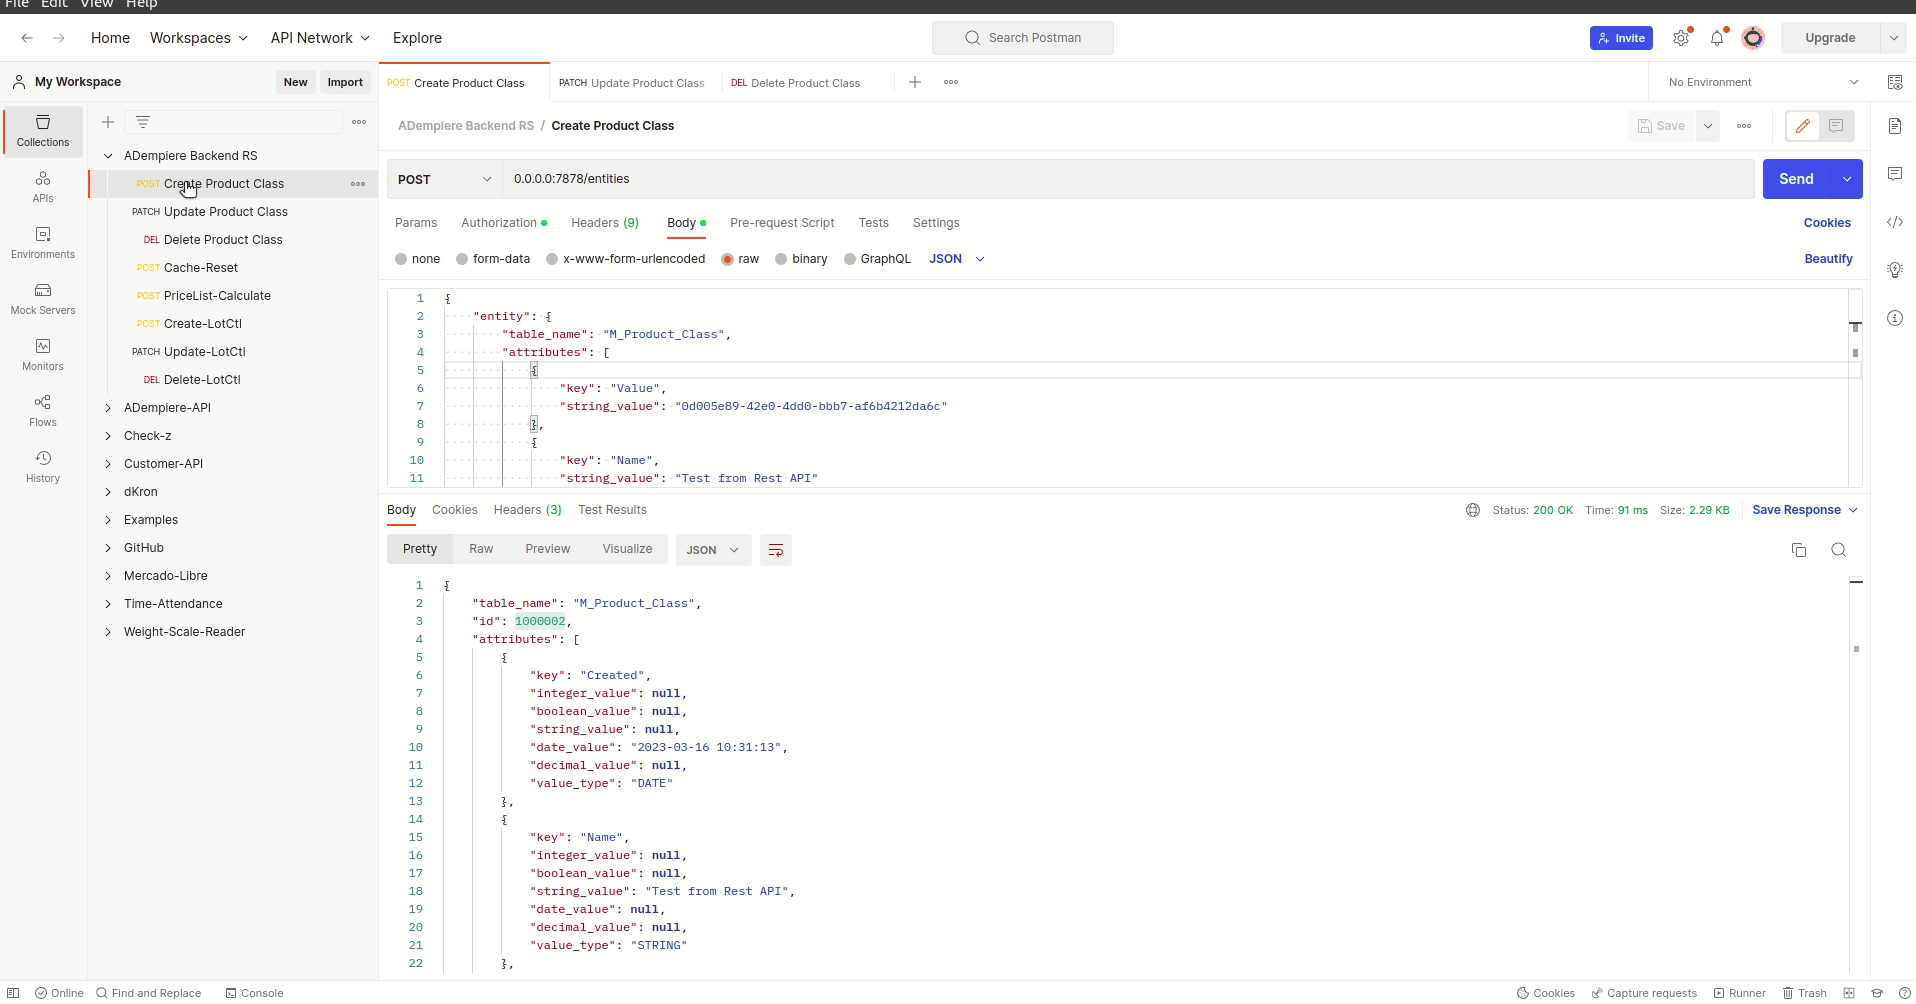 File Edit View Help
Home Workspaces API Network Explore Search Postman Invite Upgrade
My Workspace New Import POST Create Product Class PATCH Update Product Class DEL Delete Product Class No Environment
Collections
APIs
Environments
Mock Servers
Monitors
Flows
History
ADempiere Backend RS
POST Create Product Class
PATCH Update Product Class
DEL Delete Product Class
POST Cache-Reset
POST PriceList-Calculate
POST Create-LotCtl
PATCH Update-LotCtl
DEL Delete-LotCtl
ADempiere-API
Check-z
Customer-API
dKron
Examples
GitHub
Mercado-Libre
Time-Attendance
Weight-Scale-Reader
ADempiere Backend RS / Create Product Class Save
POST 0.0.0.0:7878/entities Send
Params Authorization Headers (9) Body Pre-request Script Tests Settings Cookies
none form-data x-www-form-urlencoded raw binary GraphQL JSON Beautify
1 {
2 "entity": {
3 "table_name": "M_Product_Class",
4 "attributes": [
5 {
6 "key": "Value",
7 "string_value": "0d005e89-42e0-4dd0-bbb7-af6b4212da6c"
8 },
9 {
10 "key": "Name",
11 "string_value": "Test from Rest API"
Body Cookies Headers (3) Test Results Status: 200 OK Time: 91 ms Size: 2.29 KB Save Response
Pretty Raw Preview Visualize JSON
1 {
2 "table_name": "M_Product_Class",
3 "id": 1000002,
4 "attributes": [
5 {
6 "key": "Created",
7 "integer_value": null,
8 "boolean_value": null,
9 "string_value": null,
10 "date_value": "2023-03-16 10:31:13",
11 "decimal_value": null,
12 "value_type": "DATE"
13 },
14 {
15 "key": "Name",
16 "integer_value": null,
17 "boolean_value": null,
18 "string_value": "Test from Rest API",
19 "date_value": null,
20 "decimal_value": null,
21 "value_type": "STRING"
22 },
Online Find and Replace Console Cookies Capture requests Runner Trash